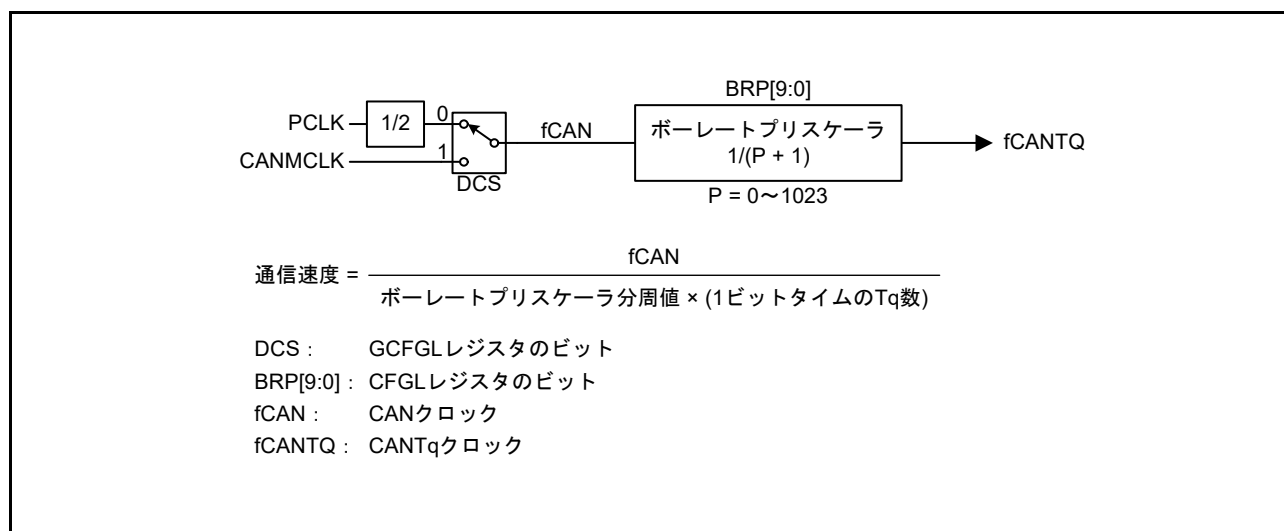 BRP[9:0]
PCLK
1/2
0
fCAN
ボーレートプリスケーラ
1/(P + 1)
fCANTQ
CANMCLK
1
DCS
P = 0～1023
通信速度 =
fCAN
ボーレートプリスケーラ分周値 × (1ビットタイムのTq数)
DCS : GCFGLレジスタのビット
BRP[9:0] : CFGLレジスタのビット
fCAN : CANクロック
fCANTQ : CANTqクロック